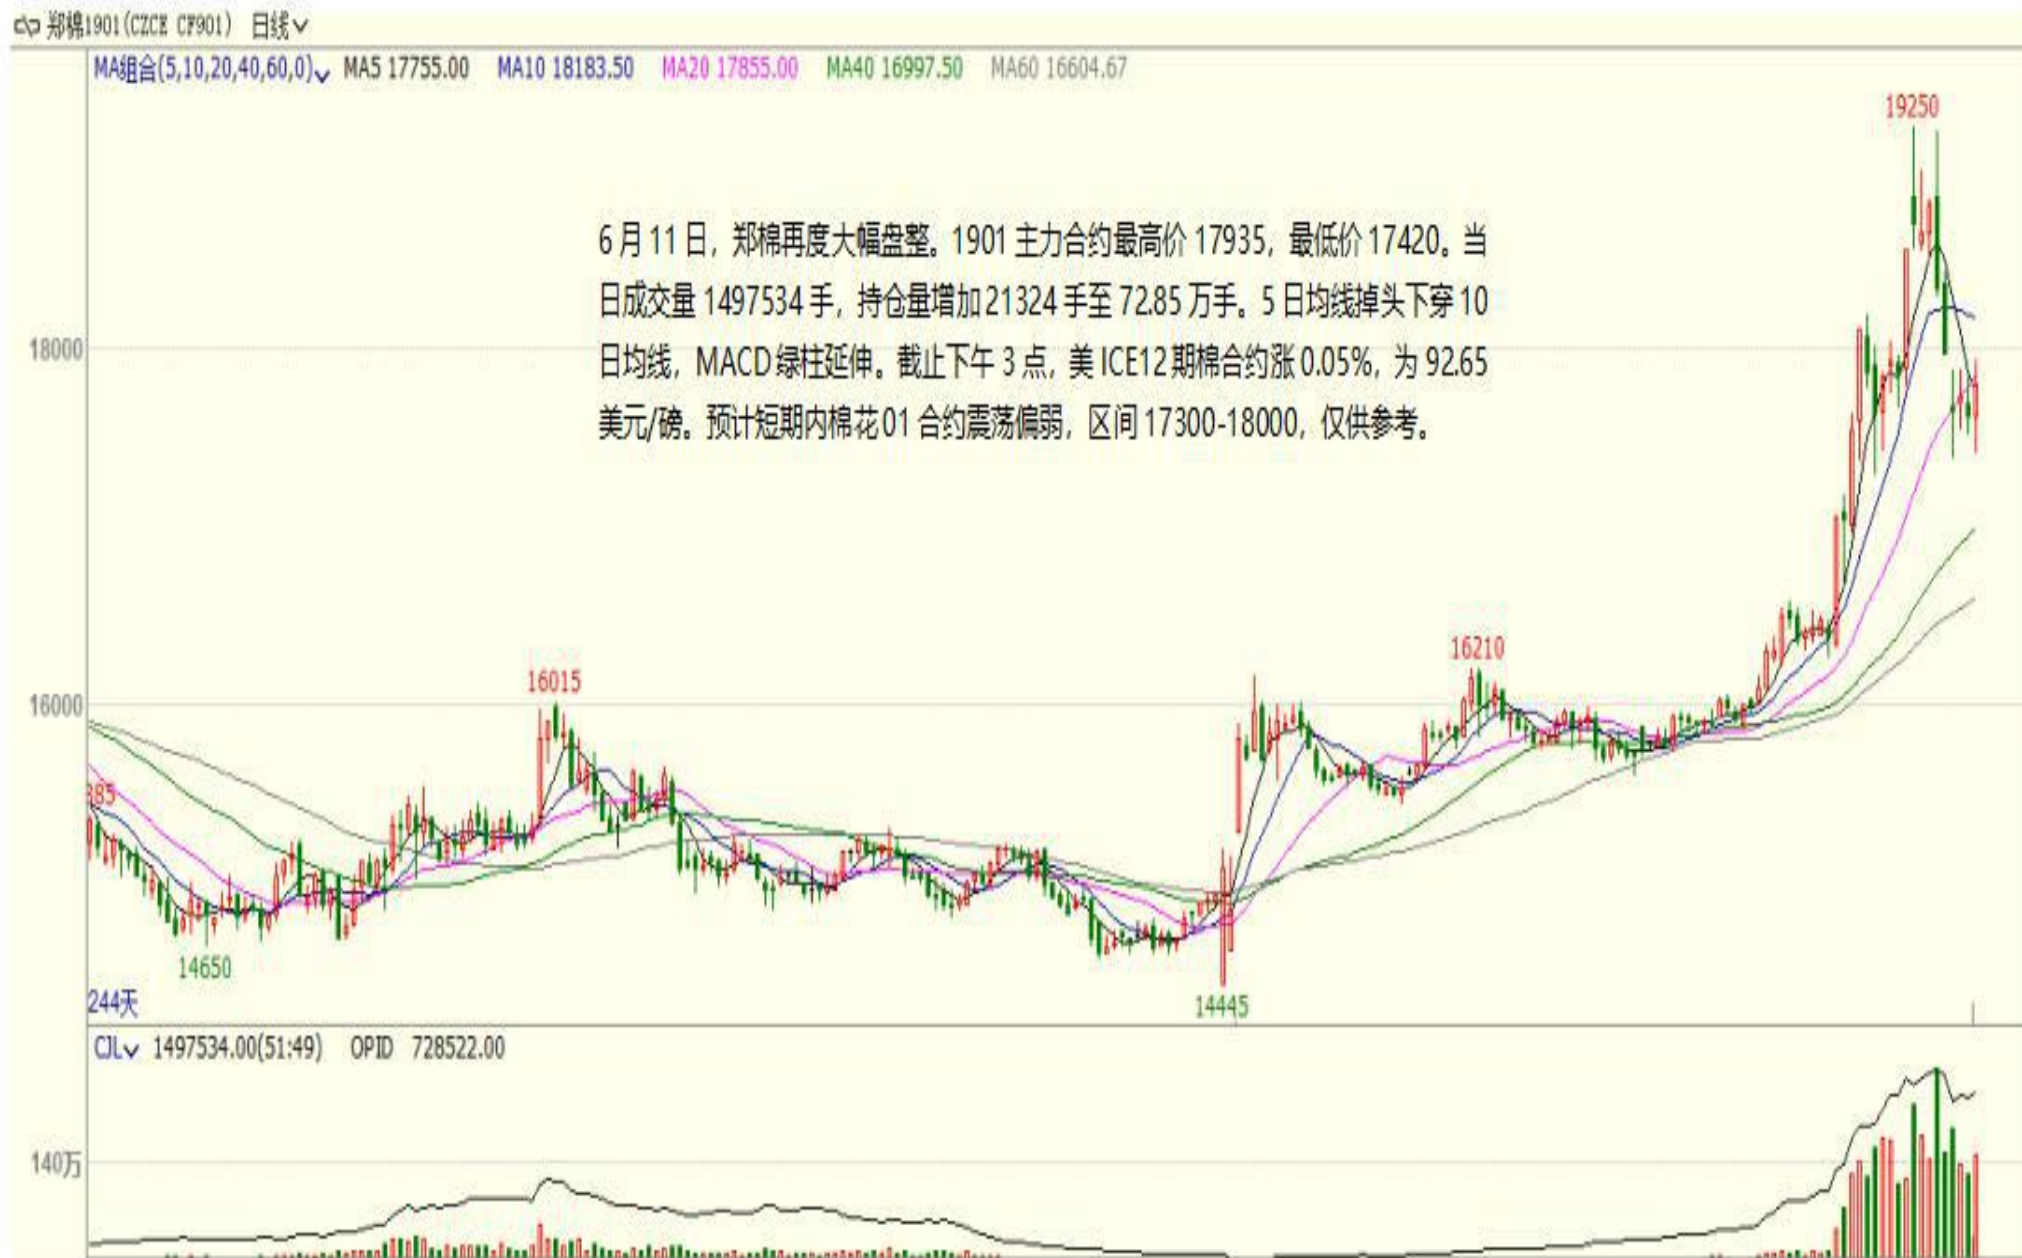 郑棉1901(CZCE CF901) 日线
MA组合(5,10,20,40,60,0) MA5 17755.00 MA10 18183.50 MA20 17855.00 MA40 16997.50 MA60 16604.67
19250
6月11日，郑棉再度大幅盘整。1901主力合约最高价17935，最低价17420。当
日成交量1497534手，持仓量增加21324手至72.85万手。5日均线掉头下穿10
日均线，MACD绿柱延伸。截止下午3点，美ICE12期棉合约涨0.05%，为92.65
美元/磅。预计短期内棉花01合约震荡偏弱，区间17300-18000，仅供参考。
18000
16210
16015
16000
385
14650
14445
244天
CJL 1497534.00(51:49) OPID 728522.00
140万